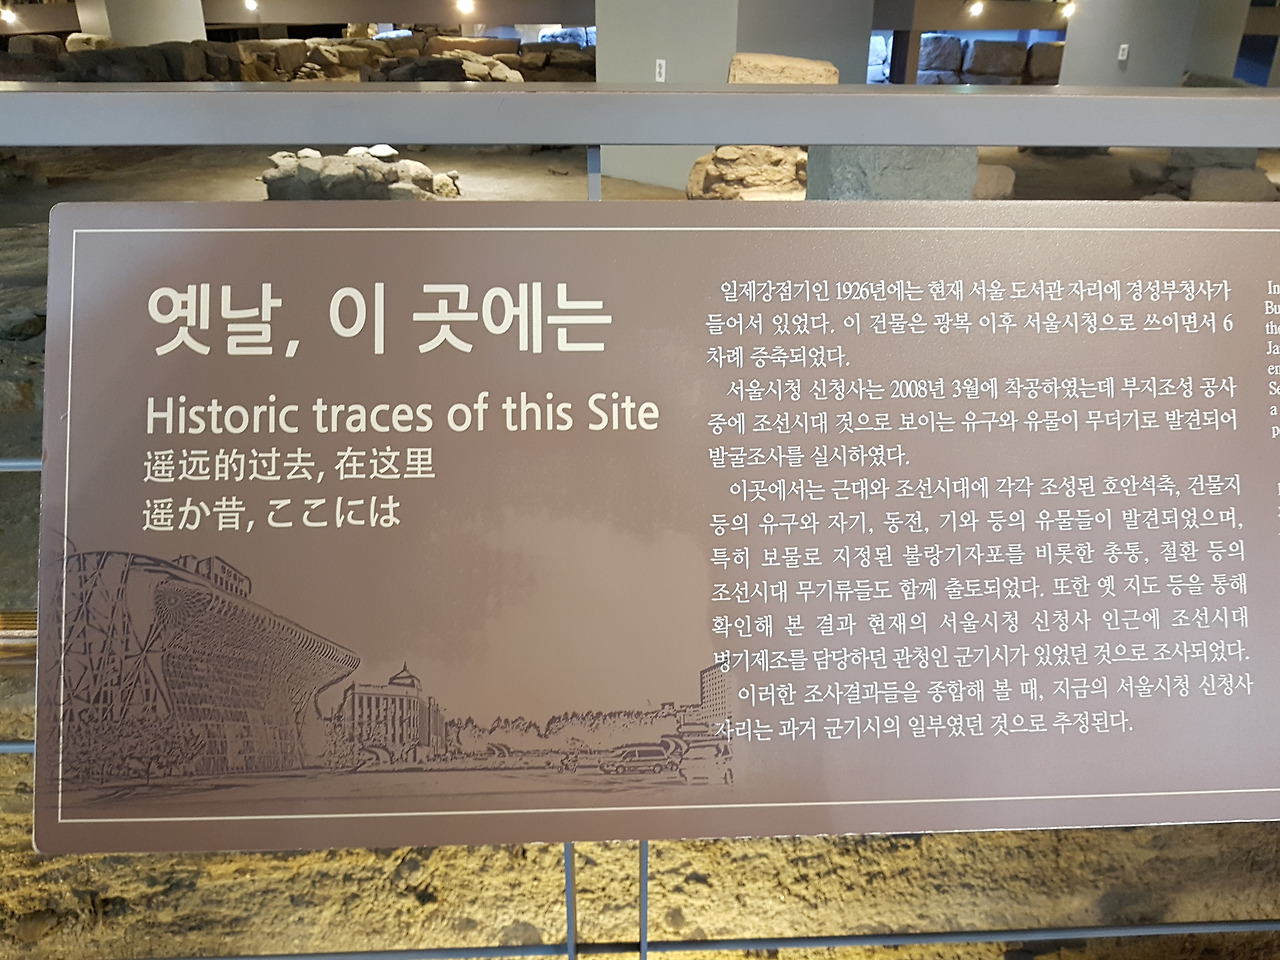 옛날, 이 곳에는
Historic traces of this Site
遥远的过去, 在这里
遥か昔, ここには
일제강점기인 1926년에는 현재 서울 도서관 자리에 경성부청사가
들어서 있었다. 이 건물은 광복 이후 서울시청으로 쓰이면서 6
차례 증축되었다.
서울시청 신청사는 2008년 3월에 착공하였는데 부지조성 공사
중에 조선시대 것으로 보이는 유구와 유물이 무더기로 발견되어
발굴조사를 실시하였다.
이곳에서는 근대와 조선시대에 각각 조성된 호안석축, 건물지
등의 유구와 자기, 동전, 기와 등의 유물들이 발견되었으며,
특히 보물로 지정된 불랑기자포를 비롯한 총통, 철환 등의
조선시대 무기류들도 함께 출토되었다. 또한 옛 지도 등을 통해
확인해 본 결과 현재의 서울시청 신청사 인근에 조선시대
병기제조를 담당하던 관청인 군기시가 있었던 것으로 조사되었다.
이러한 조사결과들을 종합해 볼 때, 지금의 서울시청 신청사
자리는 과거 군기시의 일부였던 것으로 추정된다.